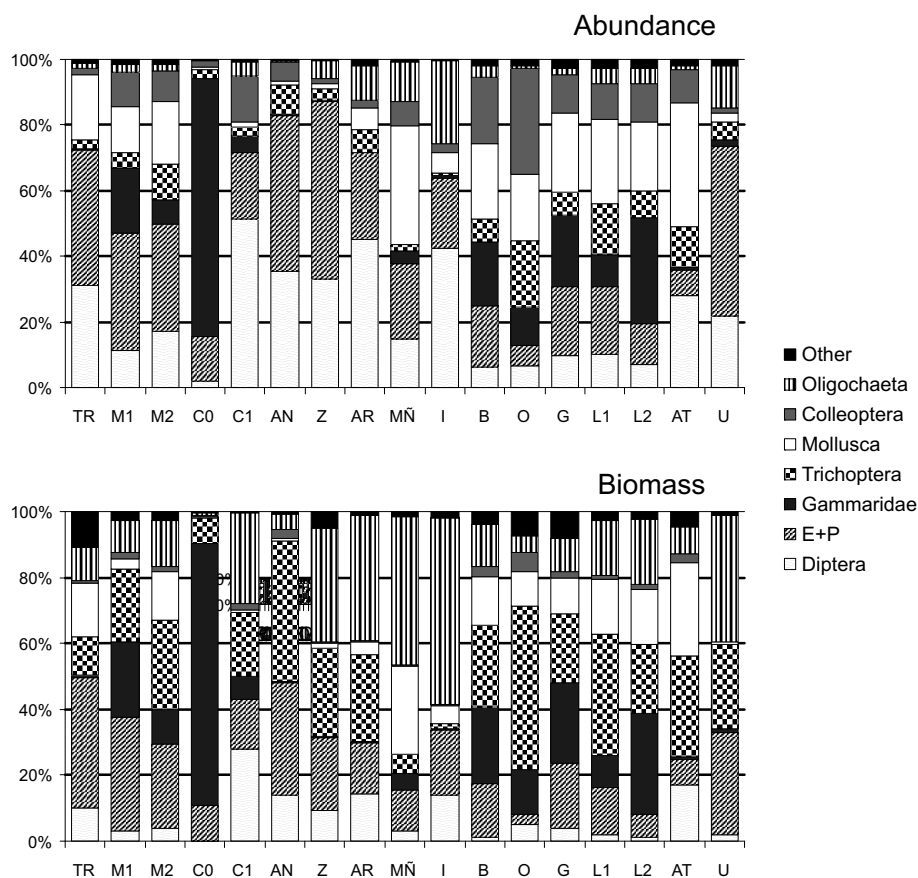 Abundance
100%
80%
60%
40%
20%
0%
TR M1 M2 C0 C1 AN Z AR MÑ I B O G L1 L2 AT U
Other
Oligochaeta
Colleoptera
Mollusca
Trichoptera
Gammaridae
E+P
Diptera
Biomass
100%
80%
60%
40%
20%
0%
TR M1 M2 C0 C1 AN Z AR MÑ I B O G L1 L2 AT U